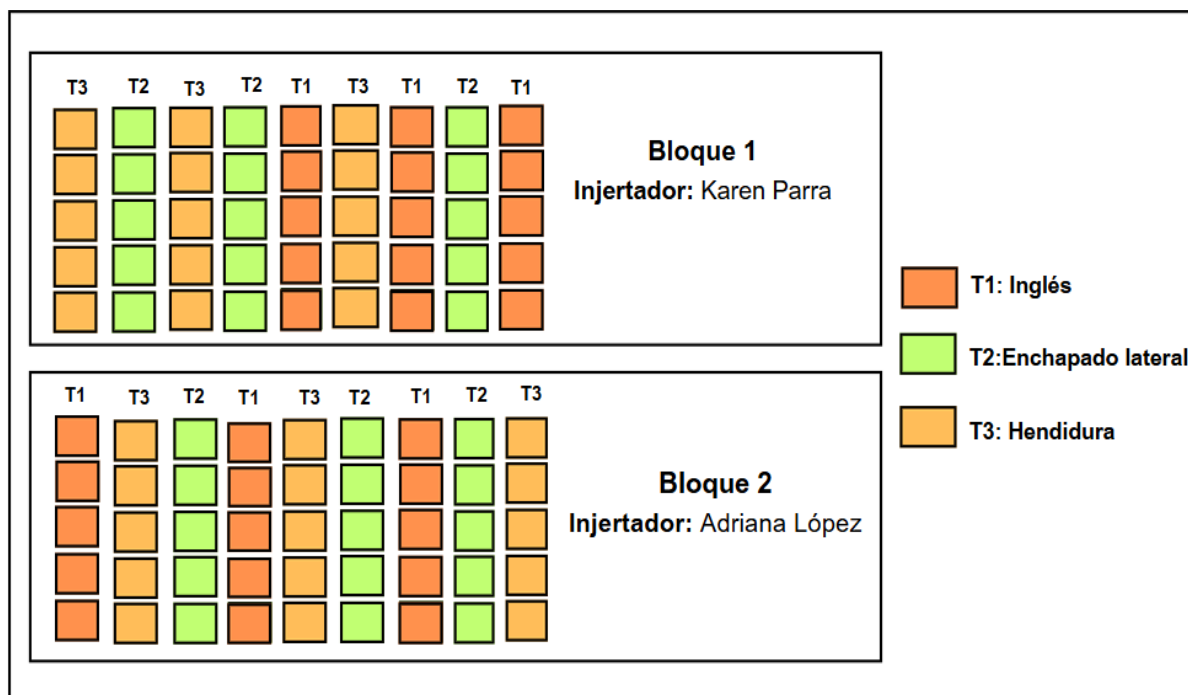 T3 T2 T3 T2 T1 T3 T1 T2 T1
Bloque 1
Injertador: Karen Parra
T1 T3 T2 T1 T3 T2 T1 T2 T3
Bloque 2
Injertador: Adriana López
T1: Inglés
T2:Enchapado lateral
T3: Hendidura